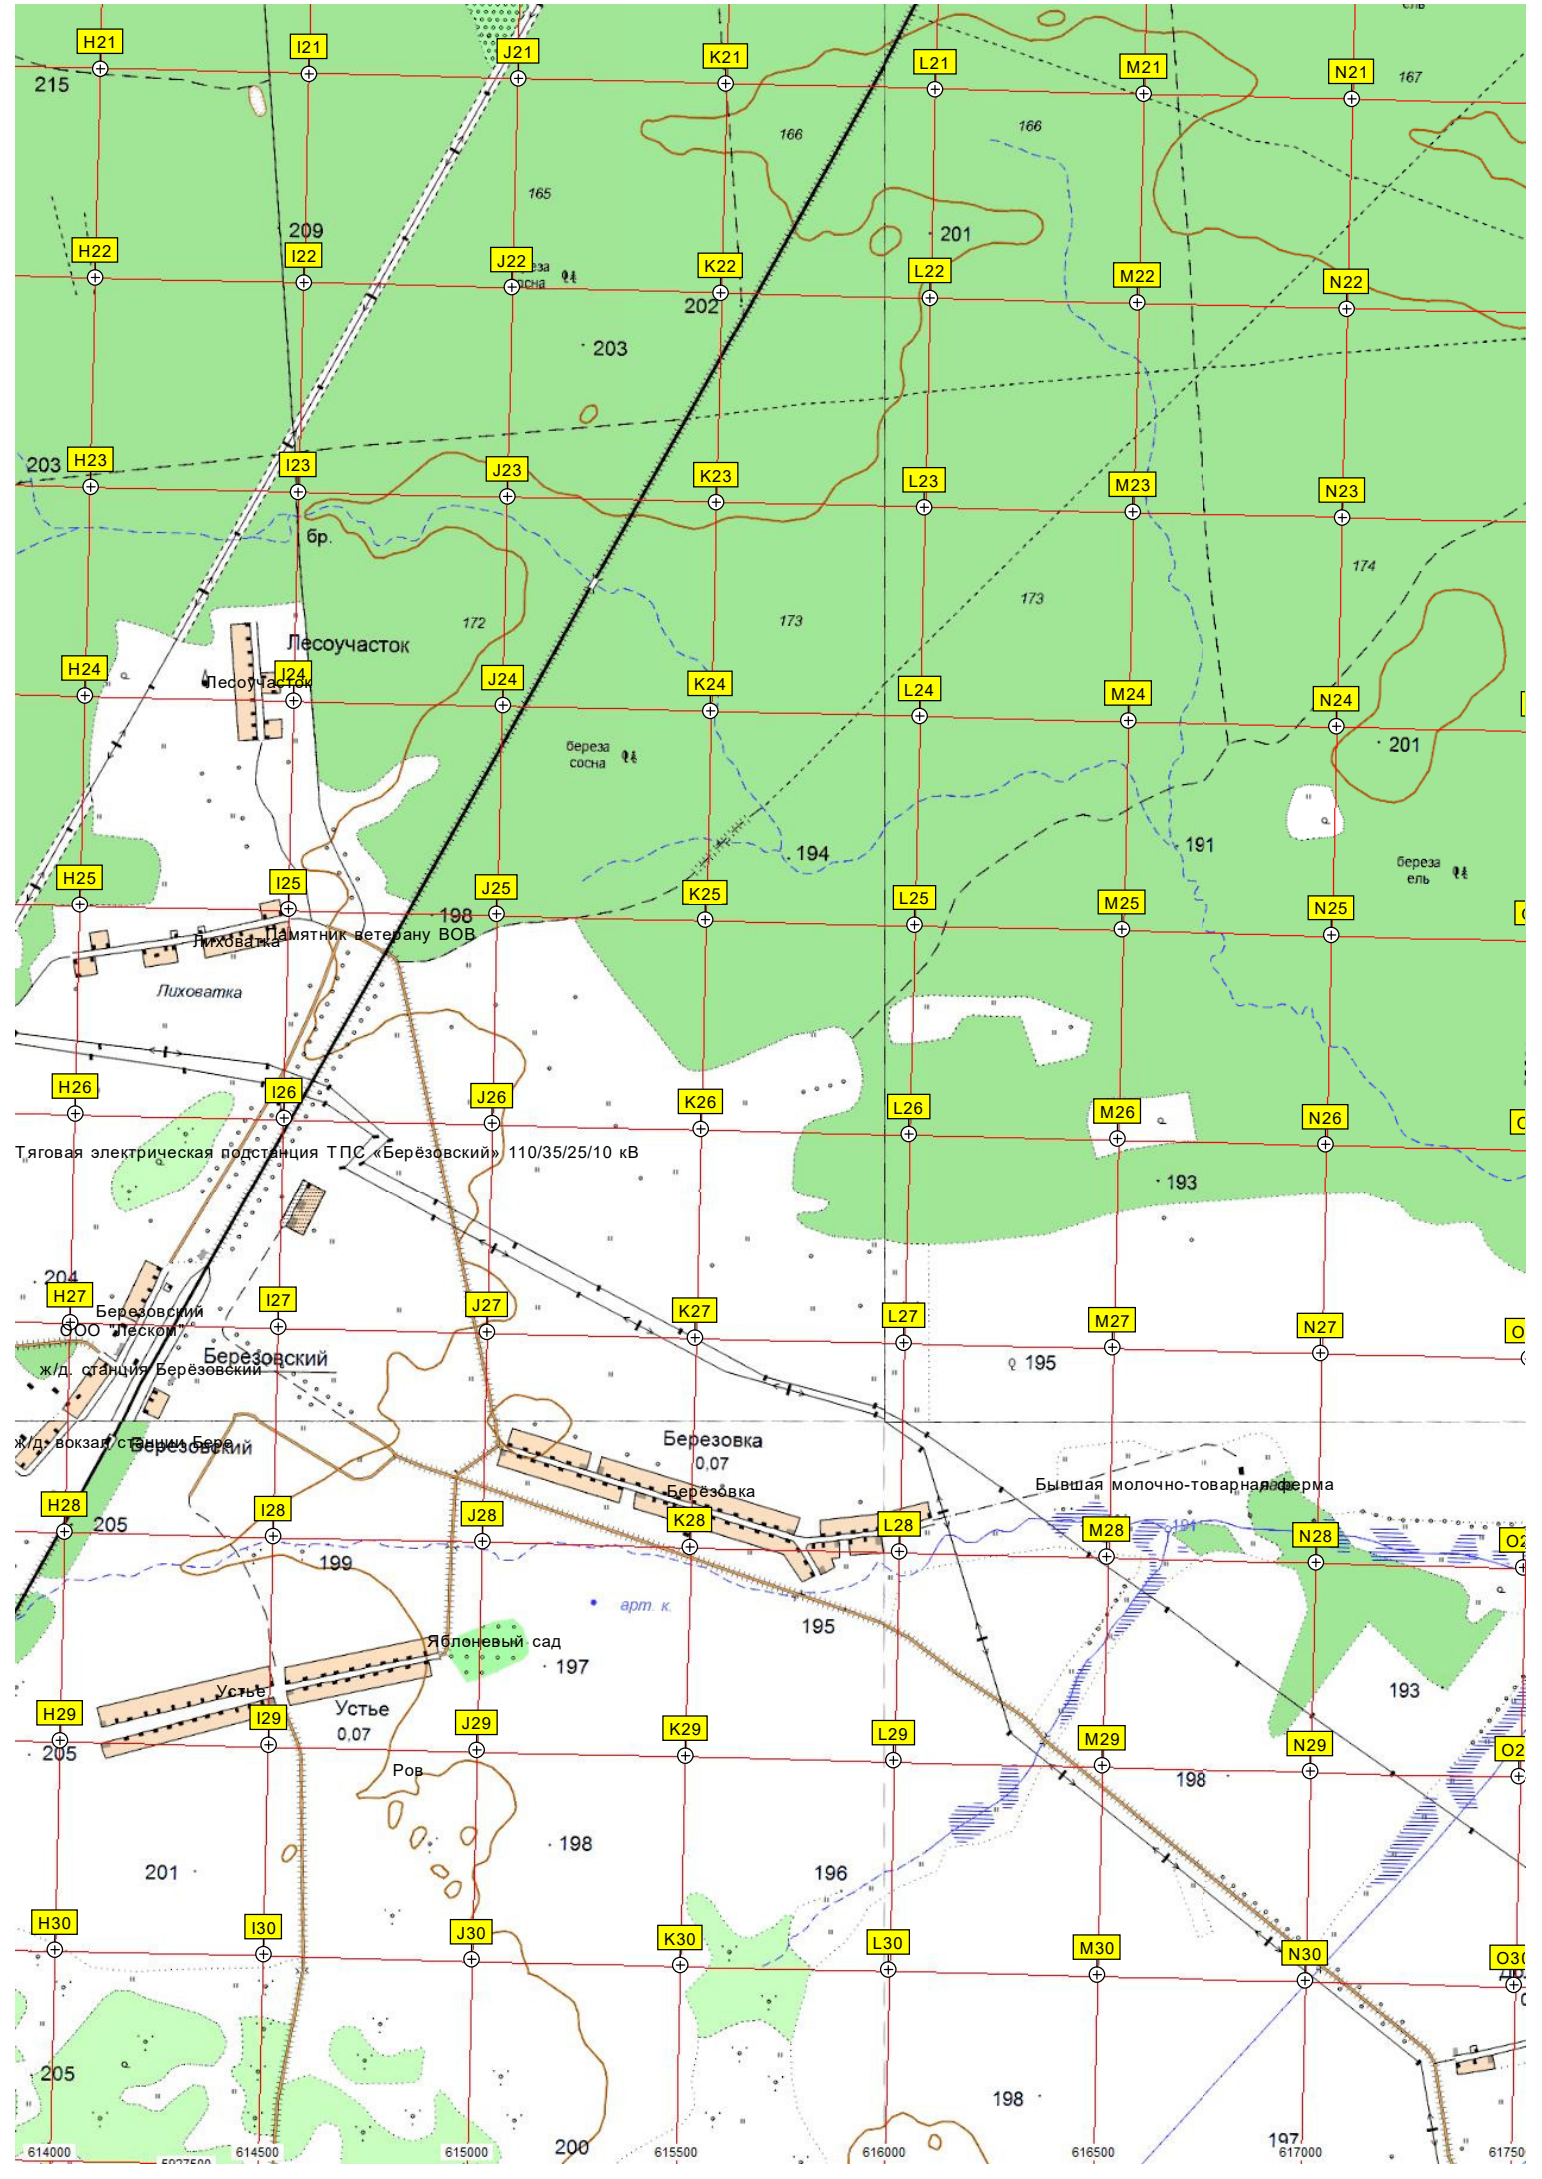 ель
H21
I21
J21
K21
L21
M21
N21
215
167
166
166
165
209
201
H22
I22
J22
K22
L22
M22
N22
202
203
203
H23
I23
J23
K23
L23
M23
N23
бр.
174
172
173
173
Лесоучасток
H24
I24
J24
K24
L24
M24
N24
Лесоучасток
береза
сосна
201
194
191
береза
ель
H25
I25
J25
K25
L25
M25
N25
198
Лиховатка
Памятник ветерану ВОВ
Лиховатка
H26
I26
J26
K26
L26
M26
N26
Тяговая электрическая подстанция ТПС «Берёзовский» 110/35/25/10 кВ
193
204
H27
I27
J27
K27
L27
M27
N27
Березовский
ООО "Леском"
Березовский
195
ж/д. станция Берёзовский
Березовка
0,07
ж/д. вокзал станции Бере
Березовский
Берёзовка
Бывшая молочно-товарная ферма
H28
I28
J28
K28
L28
M28
N28
205
191
199
арт. к.
195
Яблоневый сад
197
Устье
Устье
0,07
193
H29
I29
J29
K29
L29
M29
N29
205
Ров
198
198
201
196
H30
I30
J30
K30
L30
M30
N30
O30
205
198
200
197
614000
614500
615000
615500
616000
616500
617000